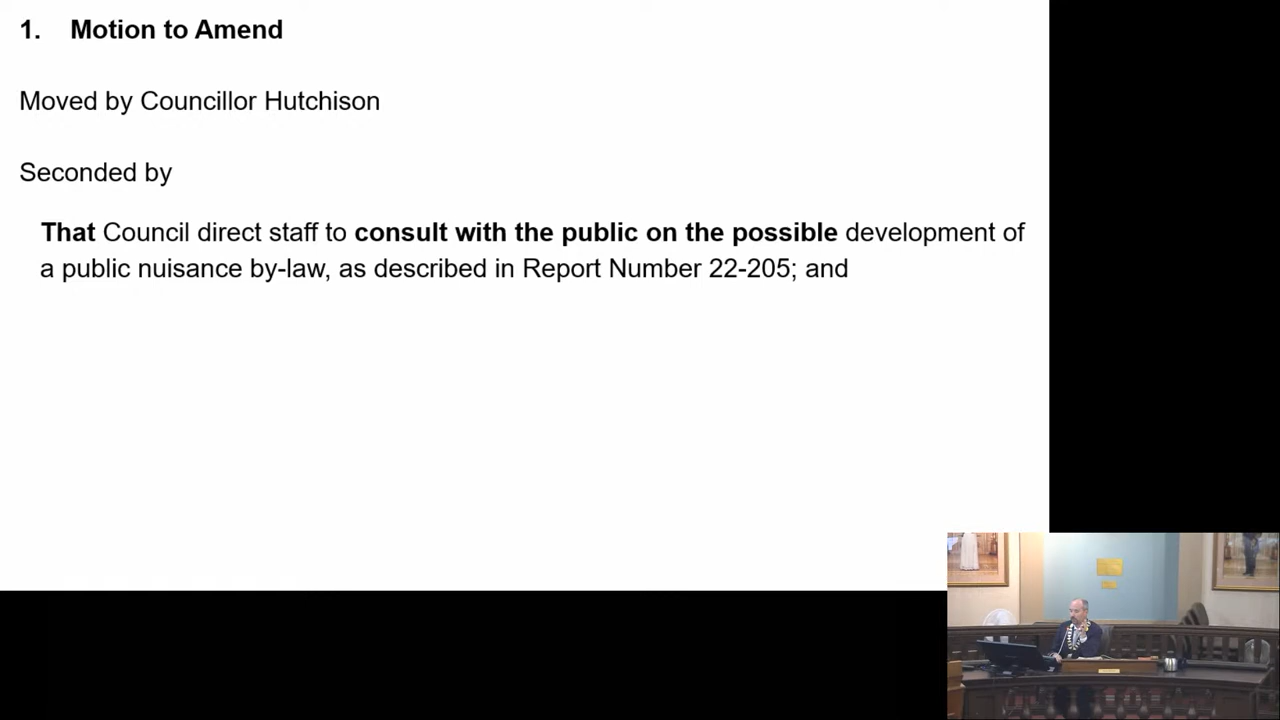 1. Motion to Amend
Moved by Councillor Hutchison
Seconded by
That Council direct staff to consult with the public on the possible development of
a public nuisance by-law, as described in Report Number 22-205; and